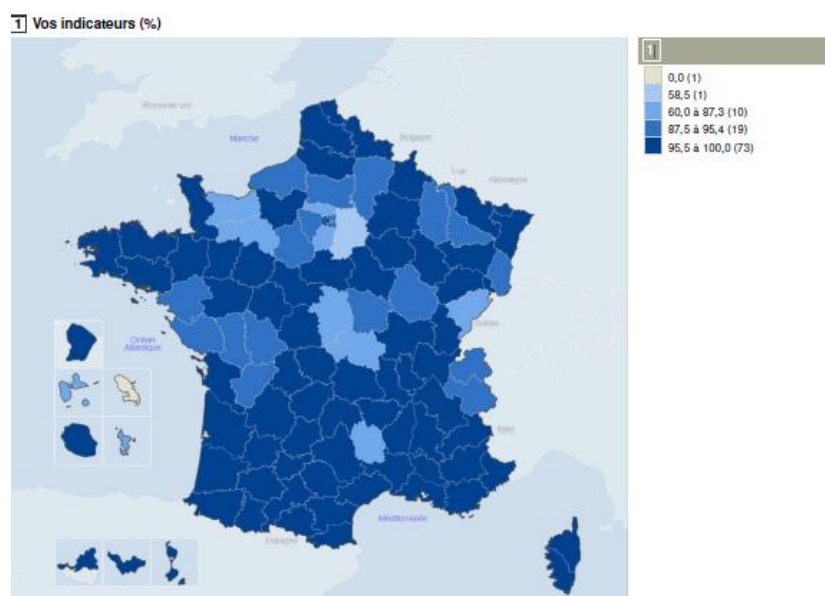 1 Vos indicateurs (%)
1
0,0 (1)
58,5 (1)
60,0 à 87,3 (10)
87,5 à 95,4 (19)
95,5 à 100,0 (73)
Royaume-uni
Manche
Belgique
Lux
Allemagne
Suisse
Océan
Atlantique
Méditerranée
Espagne